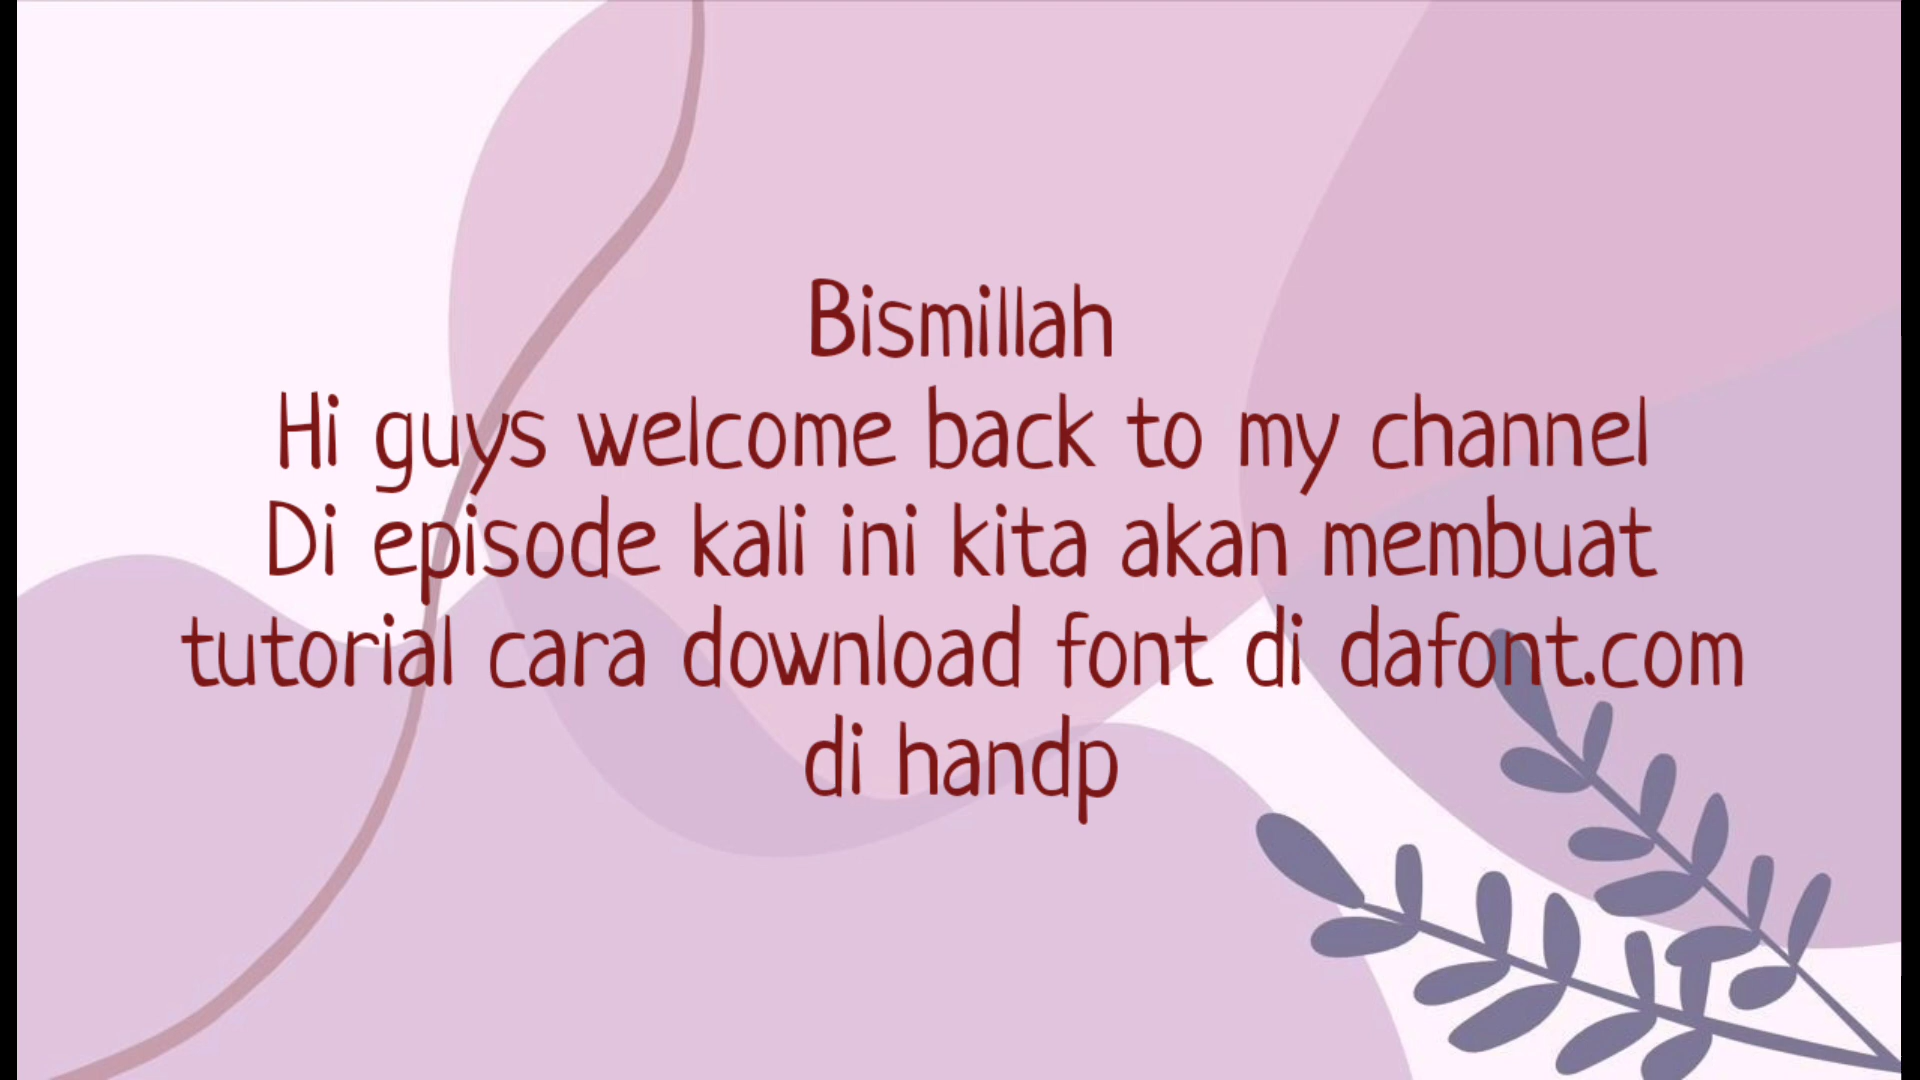 Bismillah
Hi guys welcome back to my channel
Di episode kali ini kita akan membuat
tutorial cara download font di dafont.com
di handp